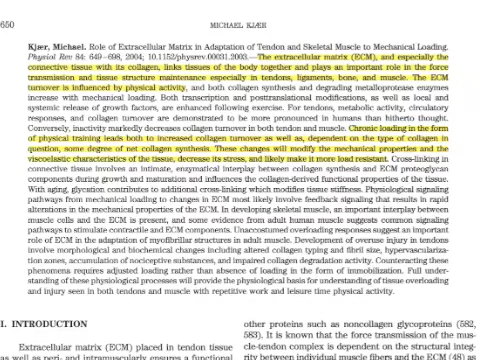 650
MICHAEL KJÆR
Kjær, Michael. Role of Extracellular Matrix in Adaptation of Tendon and Skeletal Muscle to Mechanical Loading.
Physiol Rev 84: 649–698, 2004; 10.1152/physrev.00031.2003.—The extracellular matrix (ECM), and especially the
connective tissue with its collagen, links tissues of the body together and plays an important role in the force
transmission and tissue structure maintenance especially in tendons, ligaments, bone, and muscle. The ECM
turnover is influenced by physical activity, and both collagen synthesis and degrading metalloprotease enzymes
increase with mechanical loading. Both transcription and posttranslational modifications, as well as local and
systemic release of growth factors, are enhanced following exercise. For tendons, metabolic activity, circulatory
responses, and collagen turnover are demonstrated to be more pronounced in humans than hitherto thought.
Conversely, inactivity markedly decreases collagen turnover in both tendon and muscle. Chronic loading in the form
of physical training leads both to increased collagen turnover as well as, dependent on the type of collagen in
question, some degree of net collagen synthesis. These changes will modify the mechanical properties and the
viscoelastic characteristics of the tissue, decrease its stress, and likely make it more load resistant. Cross-linking in
connective tissue involves an intimate, enzymatical interplay between collagen synthesis and ECM proteoglycan
components during growth and maturation and influences the collagen-derived functional properties of the tissue.
With aging, glycation contributes to additional cross-linking which modifies tissue stiffness. Physiological signaling
pathways from mechanical loading to changes in ECM most likely involve feedback signaling that results in rapid
alterations in the mechanical properties of the ECM. In developing skeletal muscle, an important interplay between
muscle cells and the ECM is present, and some evidence from adult human muscle suggests common signaling
pathways to stimulate contractile and ECM components. Unaccustomed overloading responses suggest an important
role of ECM in the adaptation of myofibrillar structures in adult muscle. Development of overuse injury in tendons
involve morphological and biochemical changes including altered collagen typing and fibril size, hypervasculariza-
tion zones, accumulation of nociceptive substances, and impaired collagen degradation activity. Counteracting these
phenomena requires adjusted loading rather than absence of loading in the form of immobilization. Full under-
standing of these physiological processes will provide the physiological basis for understanding of tissue overloading
and injury seen in both tendons and muscle with repetitive work and leisure time physical activity.
I. INTRODUCTION
Extracellular matrix (ECM) placed in tendon tissue
as well as peri- and intramuscularly ensures a functional
other proteins such as noncollagen glycoproteins (582,
583). It is known that the force transmission of the mus-
cle-tendon complex is dependent on the structural integ-
rity between individual muscle fibers and the ECM (48) as